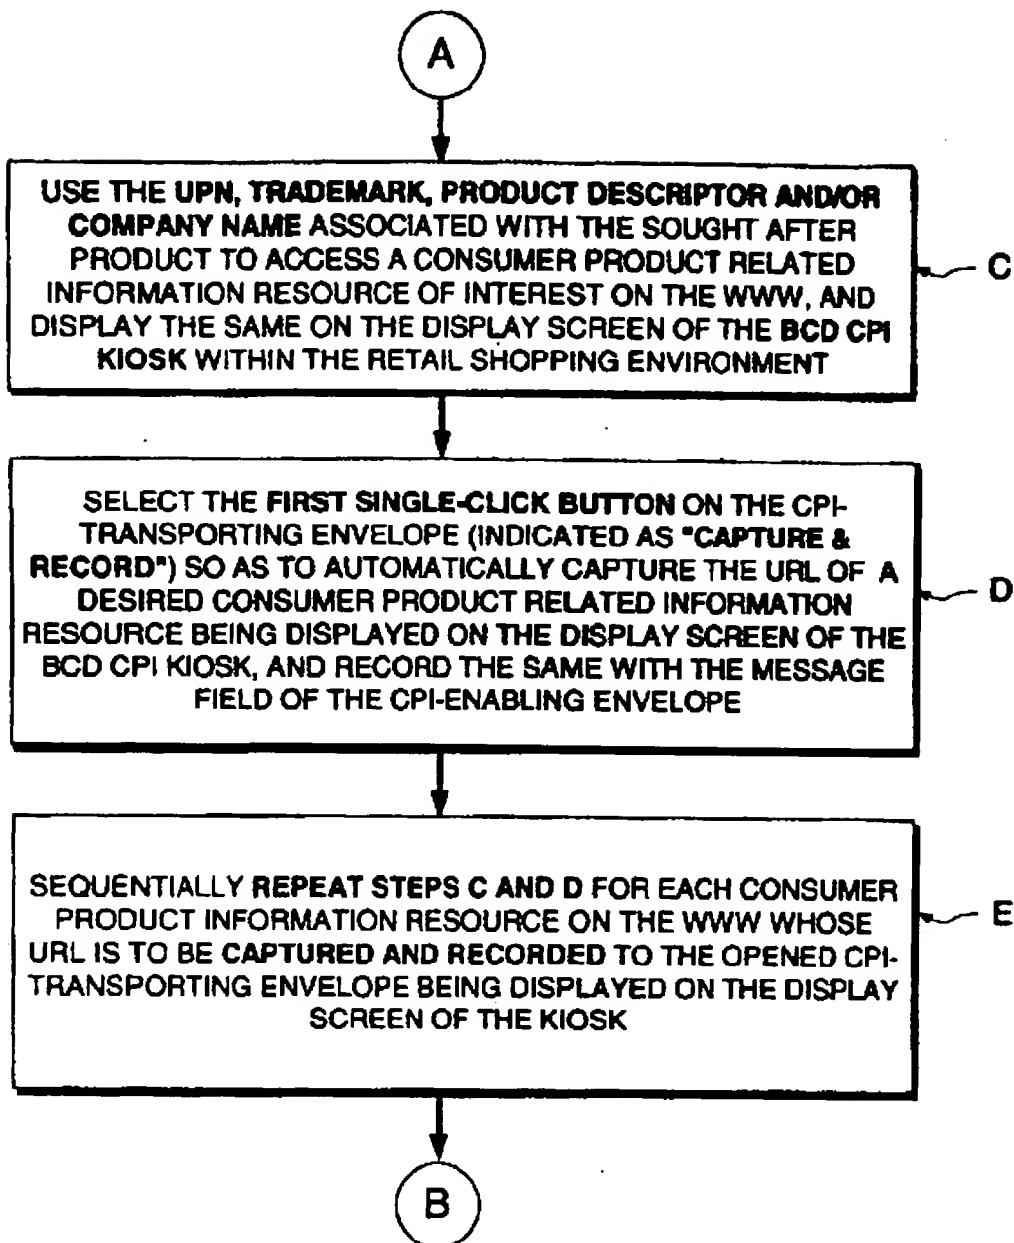 A
USE THE UPN, TRADEMARK, PRODUCT DESCRIPTOR AND/OR
COMPANY NAME ASSOCIATED WITH THE SOUGHT AFTER
PRODUCT TO ACCESS A CONSUMER PRODUCT RELATED
INFORMATION RESOURCE OF INTEREST ON THE WWW, AND
DISPLAY THE SAME ON THE DISPLAY SCREEN OF THE BCD CPI
KIOSK WITHIN THE RETAIL SHOPPING ENVIRONMENT
C
SELECT THE FIRST SINGLE-CLICK BUTTON ON THE CPI-
TRANSPORTING ENVELOPE (INDICATED AS "CAPTURE &
RECORD") SO AS TO AUTOMATICALLY CAPTURE THE URL OF A
DESIRED CONSUMER PRODUCT RELATED INFORMATION
RESOURCE BEING DISPLAYED ON THE DISPLAY SCREEN OF THE
BCD CPI KIOSK, AND RECORD THE SAME WITH THE MESSAGE
FIELD OF THE CPI-ENABLING ENVELOPE
D
SEQUENTIALLY REPEAT STEPS C AND D FOR EACH CONSUMER
PRODUCT INFORMATION RESOURCE ON THE WWW WHOSE
URL IS TO BE CAPTURED AND RECORDED TO THE OPENED CPI-
TRANSPORTING ENVELOPE BEING DISPLAYED ON THE DISPLAY
SCREEN OF THE KIOSK
E
B